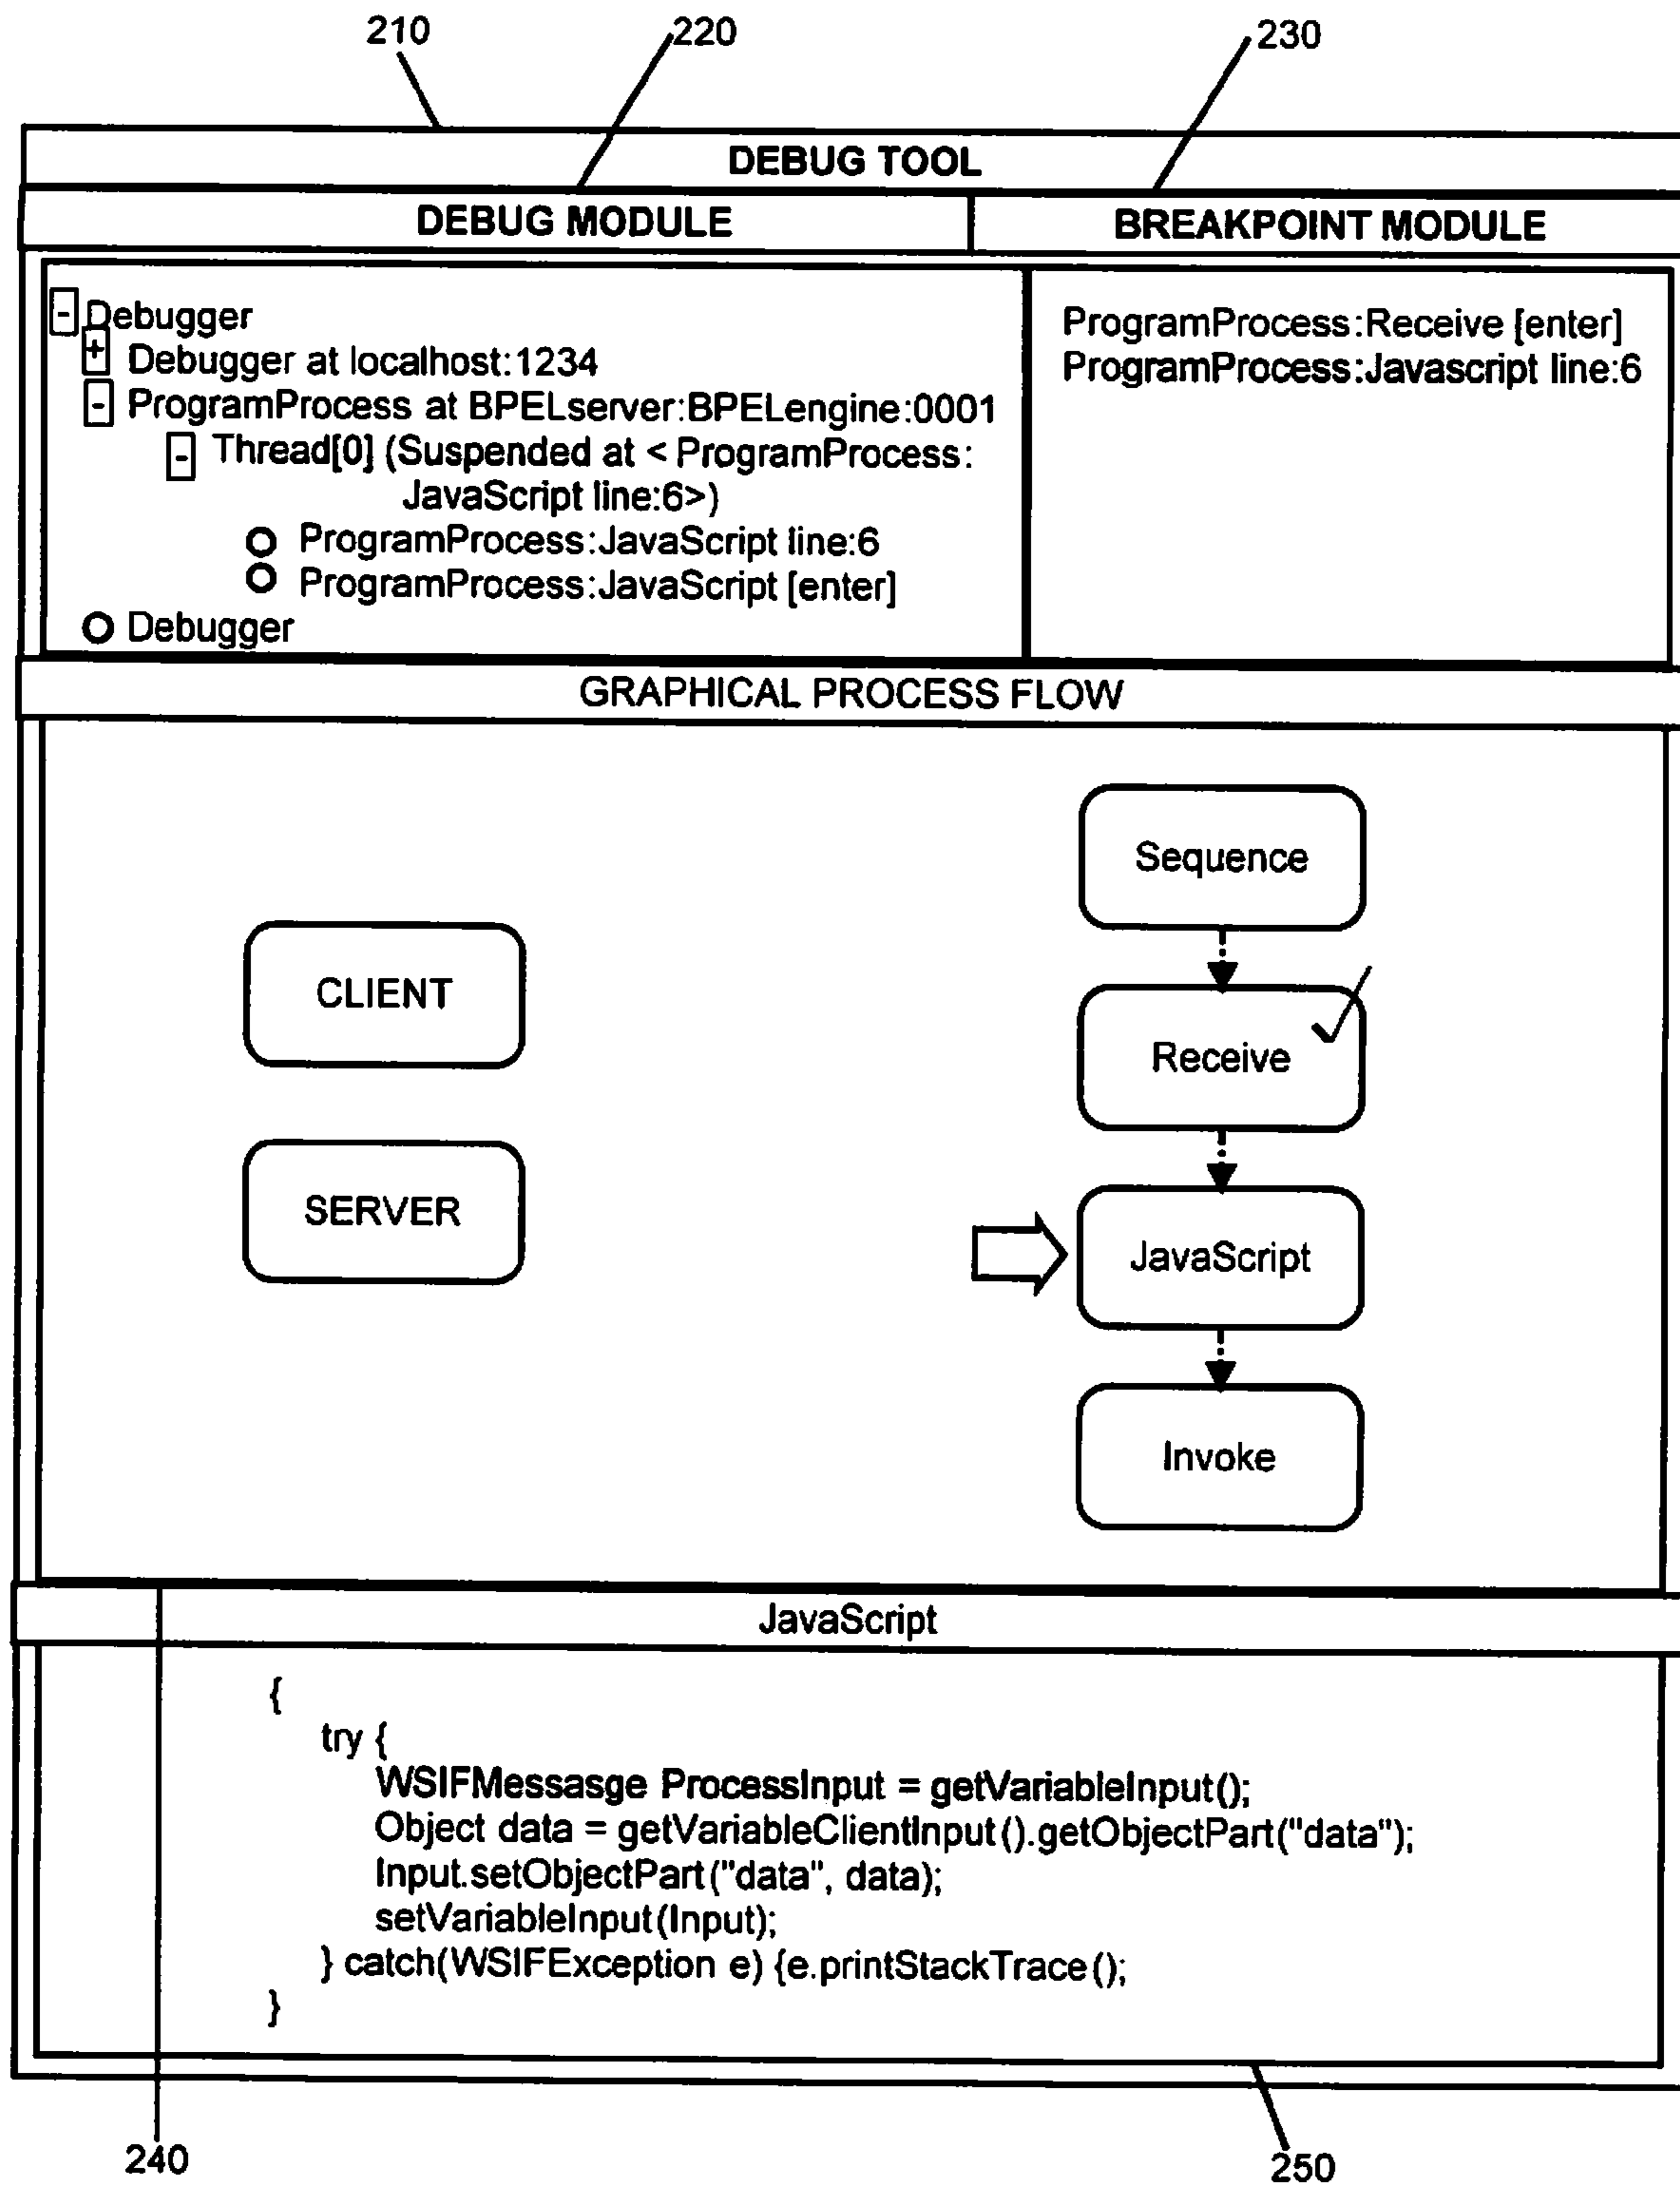 210
220
230
DEBUG TOOL
DEBUG MODULE
BREAKPOINT MODULE
- Debugger
+ Debugger at localhost:1234
- ProgramProcess at BPELserver:BPELengine:0001
- Thread[0] (Suspended at < ProgramProcess:
JavaScript line:6>)
ProgramProcess:JavaScript line:6
ProgramProcess:JavaScript [enter]
Debugger
ProgramProcess:Receive [enter]
ProgramProcess:Javascript line:6
GRAPHICAL PROCESS FLOW
CLIENT
SERVER
Sequence
Receive
JavaScript
Invoke
JavaScript
{
try {
WSIFMessasge ProcessInput = getVariableInput();
Object data = getVariableClientInput().getObjectPart("data");
Input.setObjectPart("data", data);
setVariableInput(Input);
} catch(WSIFException e) {e.printStackTrace();
}
240
250